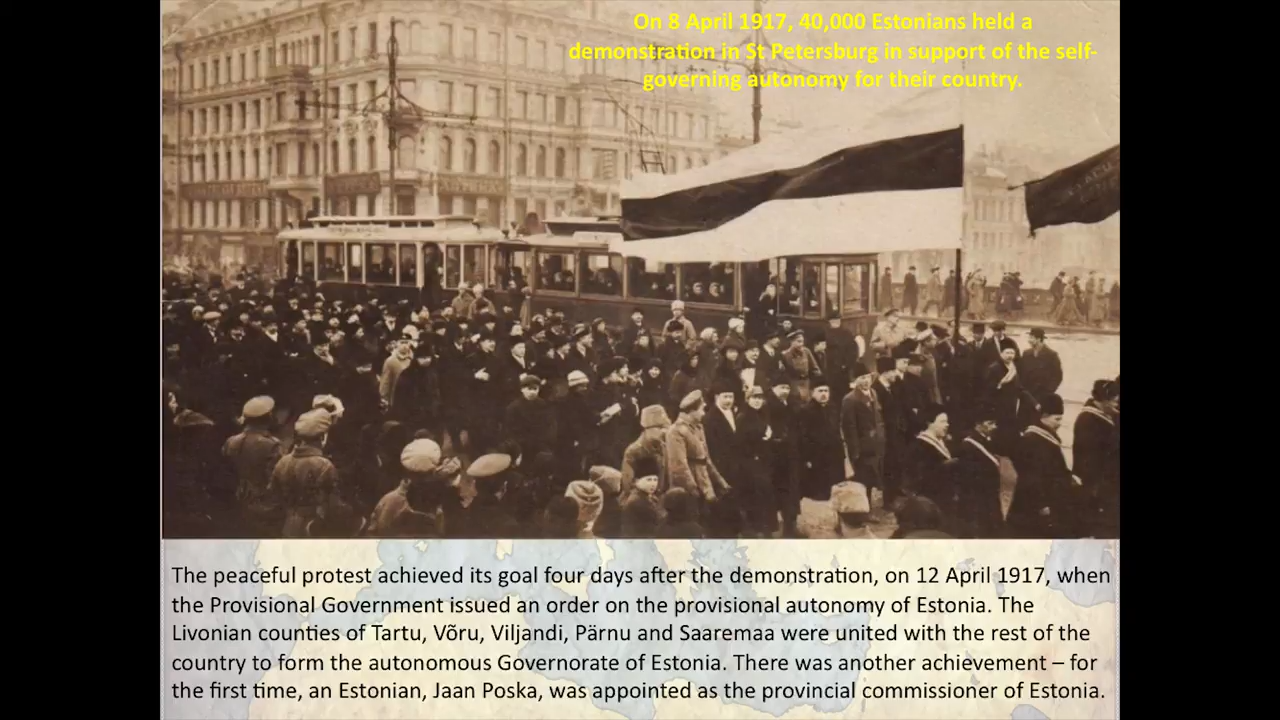 On 8 April 1917, 40,000 Estonians held a
demonstration in St Petersburg in support of the self-
governing autonomy for their country.
The peaceful protest achieved its goal four days after the demonstration, on 12 April 1917, when
the Provisional Government issued an order on the provisional autonomy of Estonia. The
Livonian counties of Tartu, Võru, Viljandi, Pärnu and Saaremaa were united with the rest of the
country to form the autonomous Governorate of Estonia. There was another achievement – for
the first time, an Estonian, Jaan Poska, was appointed as the provincial commissioner of Estonia.